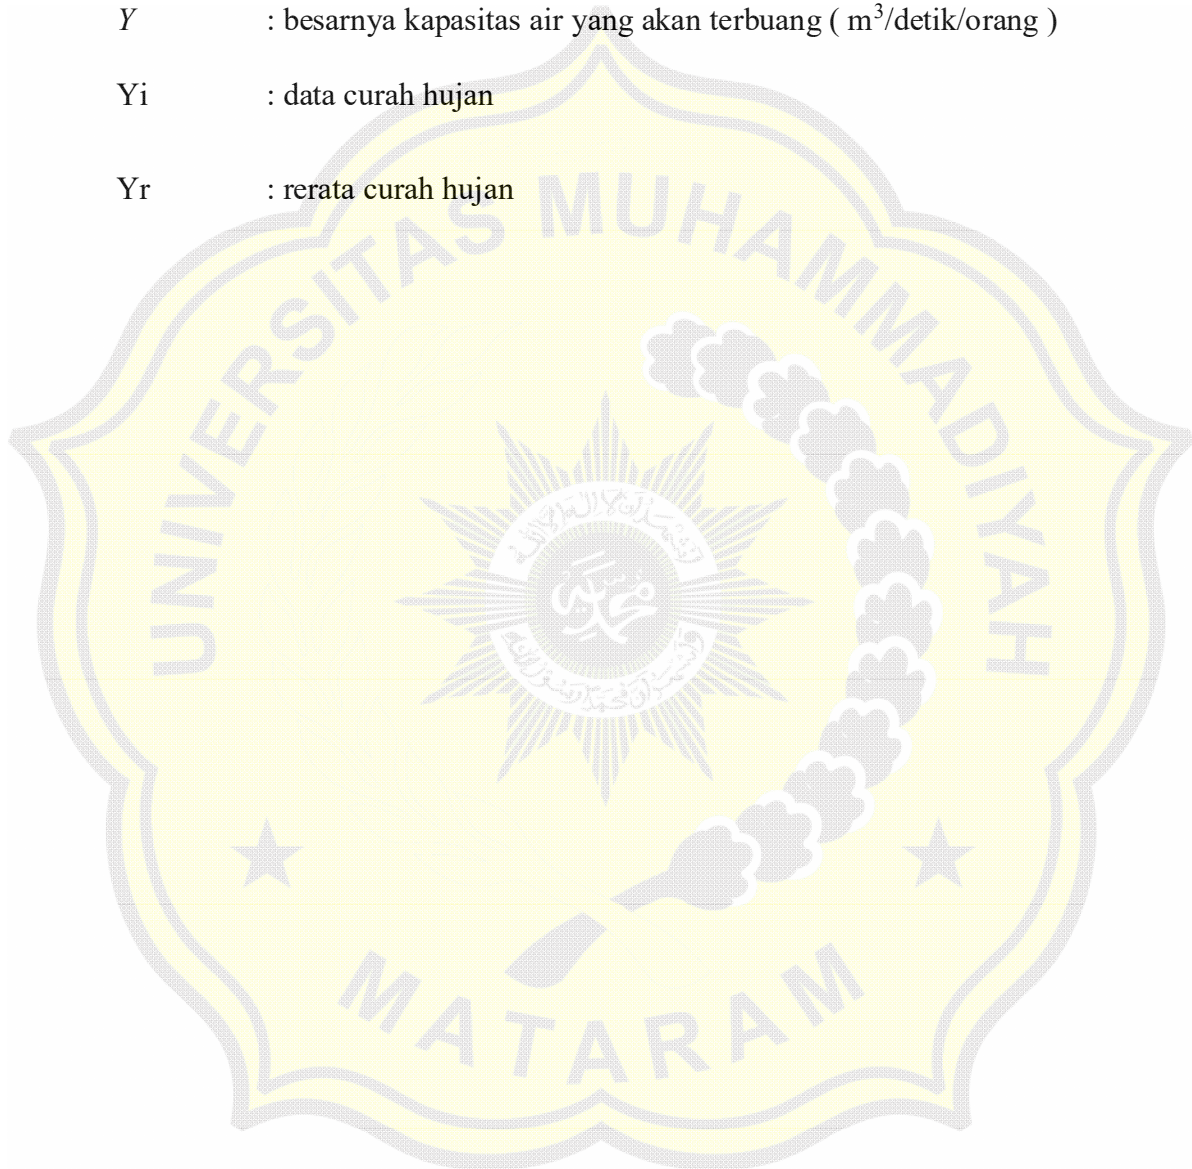 Y : besarnya kapasitas air yang akan terbuang ( m³/detik/orang )
Yi : data curah hujan
Yr : rerata curah hujan
UNIVERSITAS MUHAMMADIYAH
MATARAM